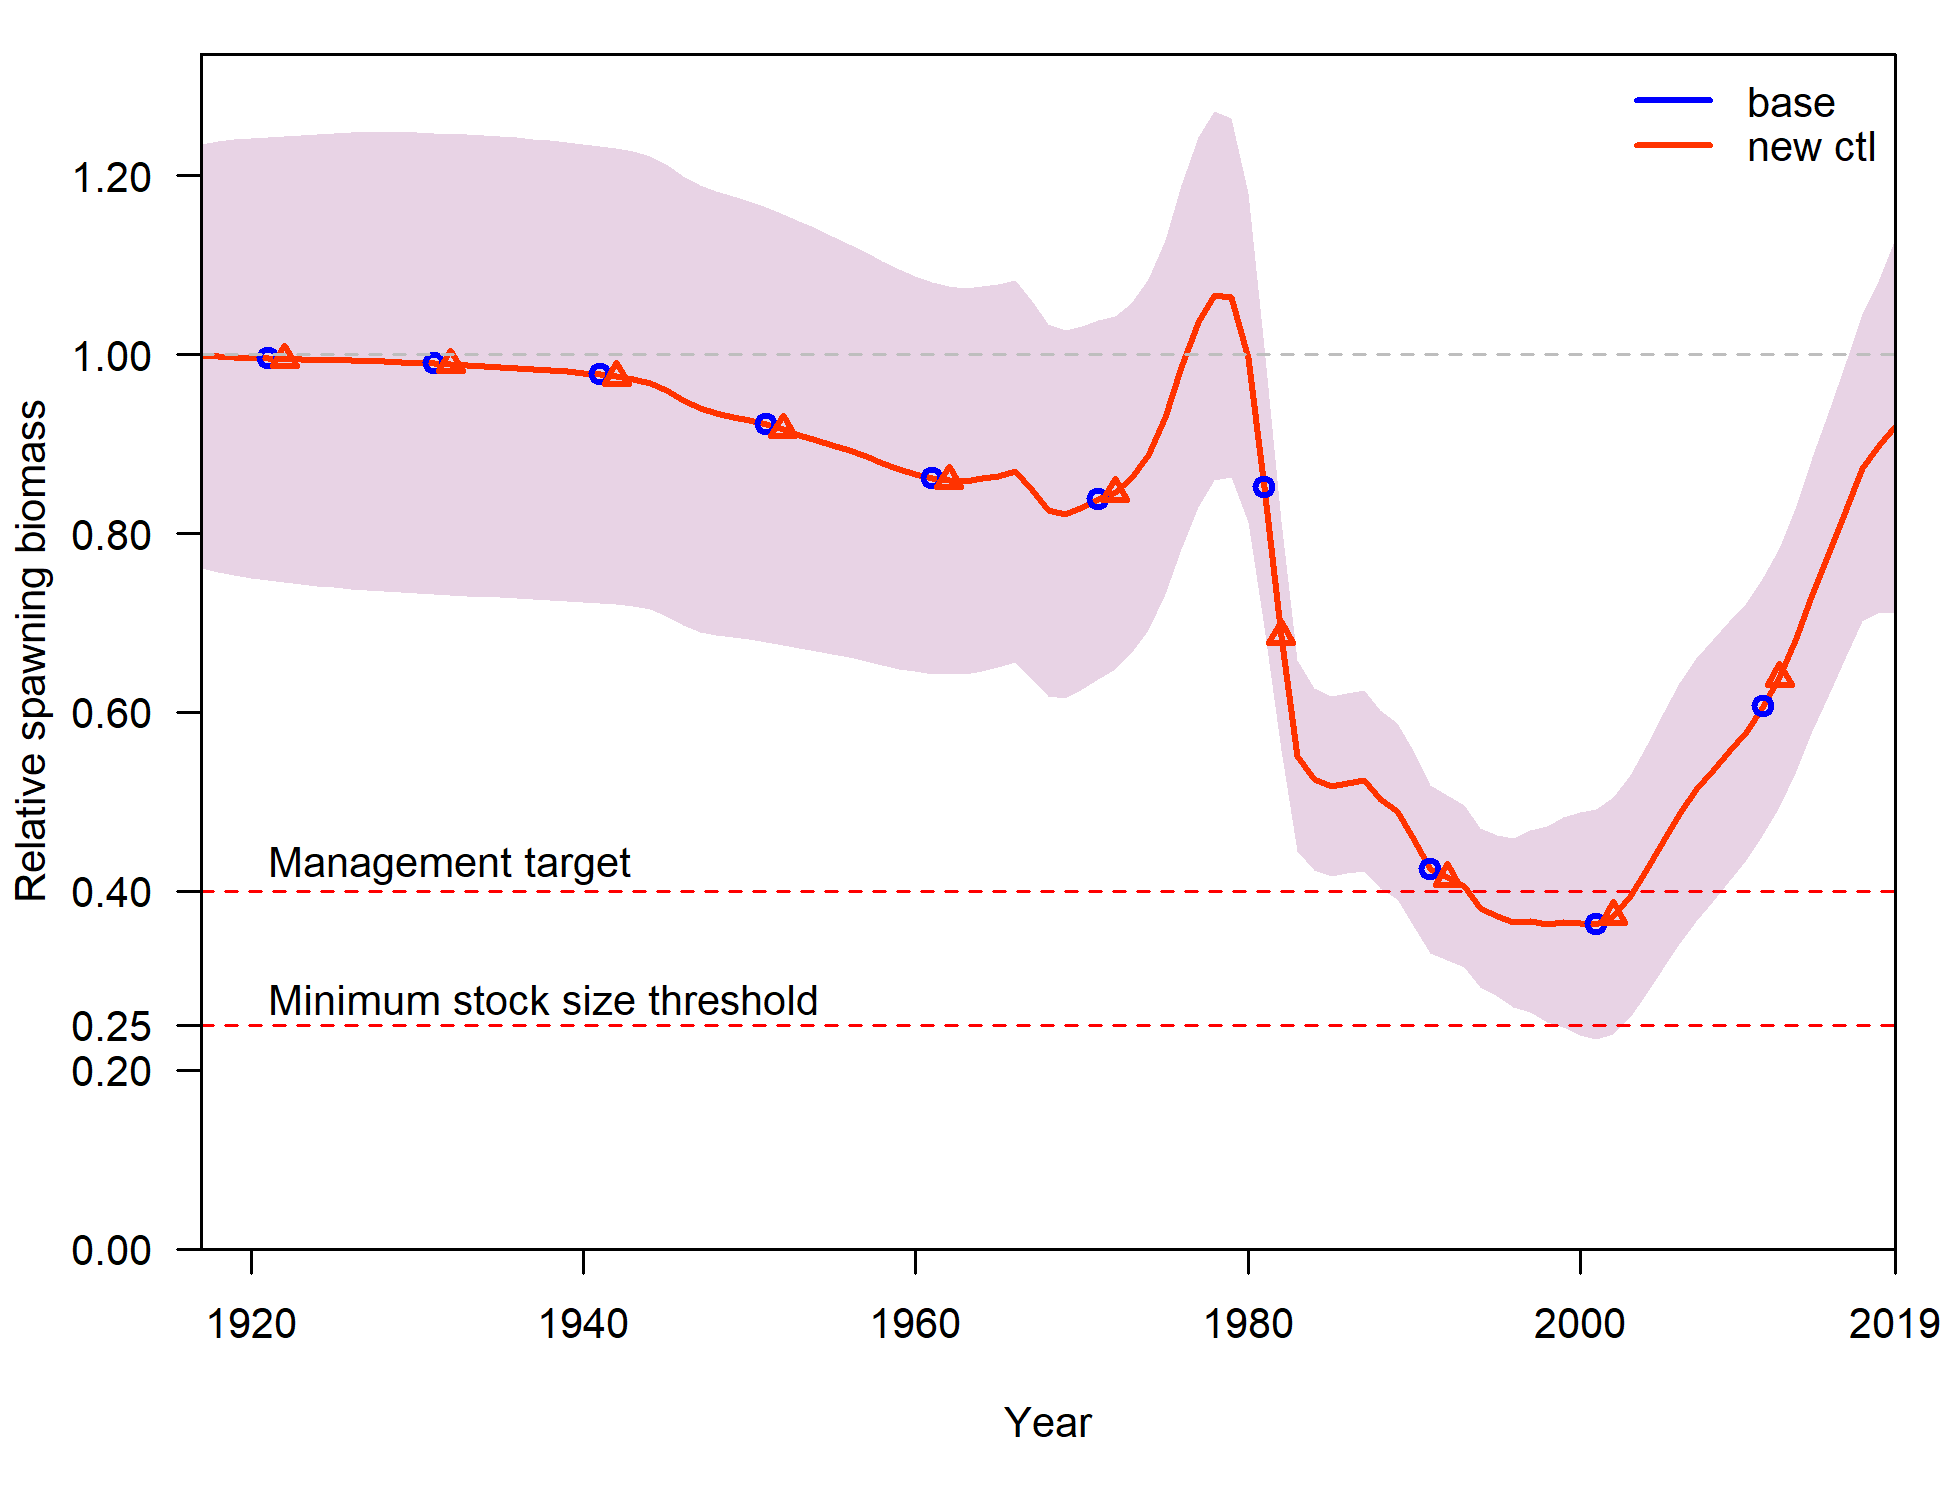 base
new ctl
1.20
1.00
0.80
0.60
0.40
0.25
0.20
0.00
Relative spawning biomass
Management target
Minimum stock size threshold
1920
1940
1960
1980
2000
2019
Year